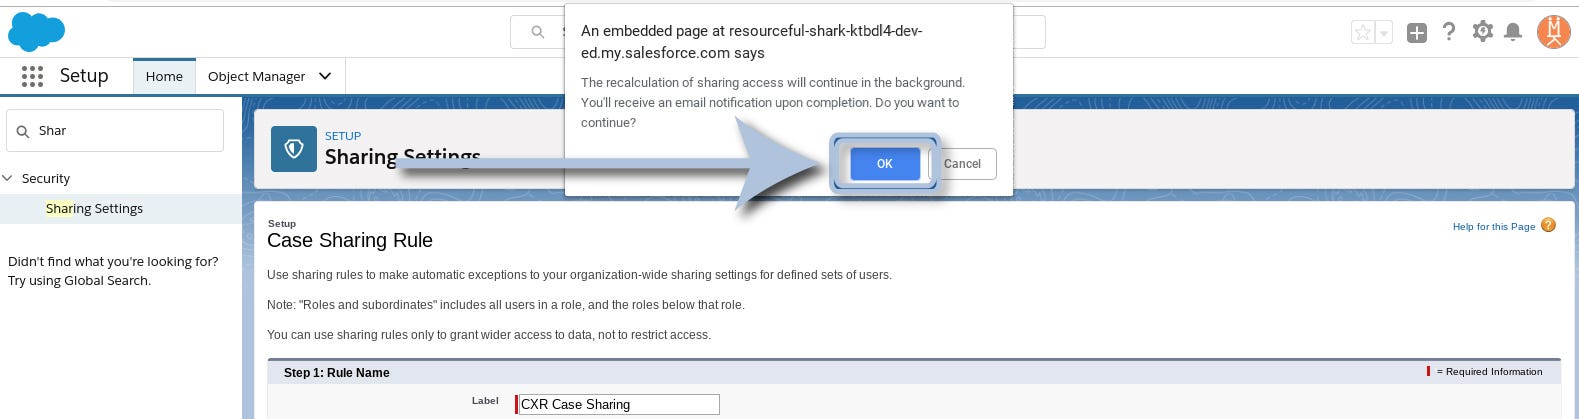 An embedded page at resourceful-shark-ktbdl4-dev-
ed.my.salesforce.com says
The recalculation of sharing access will continue in the background.
You'll receive an email notification upon completion. Do you want to
continue?
OK
Cancel
Setup
Home
Object Manager
Shar
Security
Sharing Settings
Didn't find what you're looking for?
Try using Global Search.
SETUP
Sharing Settings
Setup
Case Sharing Rule
Help for this Page
Use sharing rules to make automatic exceptions to your organization-wide sharing settings for defined sets of users.
Note: "Roles and subordinates" includes all users in a role, and the roles below that role.
You can use sharing rules only to grant wider access to data, not to restrict access.
Step 1: Rule Name
= Required Information
Label
CXR Case Sharing